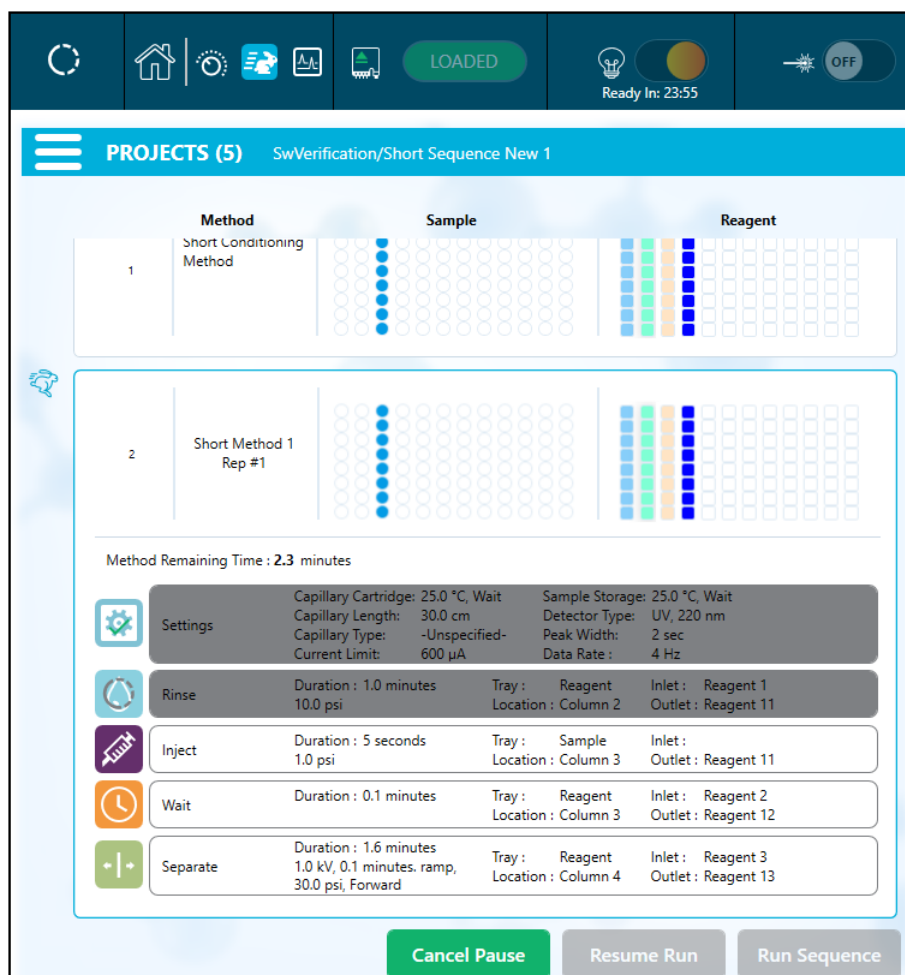 LOADED
Ready In: 23:55
OFF
PROJECTS (5) SwVerification/Short Sequence New 1
Method Sample Reagent
1
Short Conditioning
Method
2
Short Method 1
Rep #1
Method Remaining Time : 2.3 minutes
Settings
Capillary Cartridge: 25.0 °C, Wait Sample Storage: 25.0 °C, Wait
Capillary Length: 30.0 cm Detector Type: UV, 220 nm
Capillary Type: -Unspecified- Peak Width: 2 sec
Current Limit: 600 µA Data Rate : 4 Hz
Rinse
Duration : 1.0 minutes Tray : Reagent Inlet : Reagent 1
10.0 psi Location : Column 2 Outlet : Reagent 11
Inject
Duration : 5 seconds Tray : Sample Inlet :
1.0 psi Location : Column 3 Outlet : Reagent 11
Wait
Duration : 0.1 minutes Tray : Reagent Inlet : Reagent 2
Location : Column 3 Outlet : Reagent 12
Separate
Duration : 1.6 minutes
1.0 kV, 0.1 minutes. ramp, Tray : Reagent Inlet : Reagent 3
30.0 psi, Forward Location : Column 4 Outlet : Reagent 13
Cancel Pause Resume Run Run Sequence